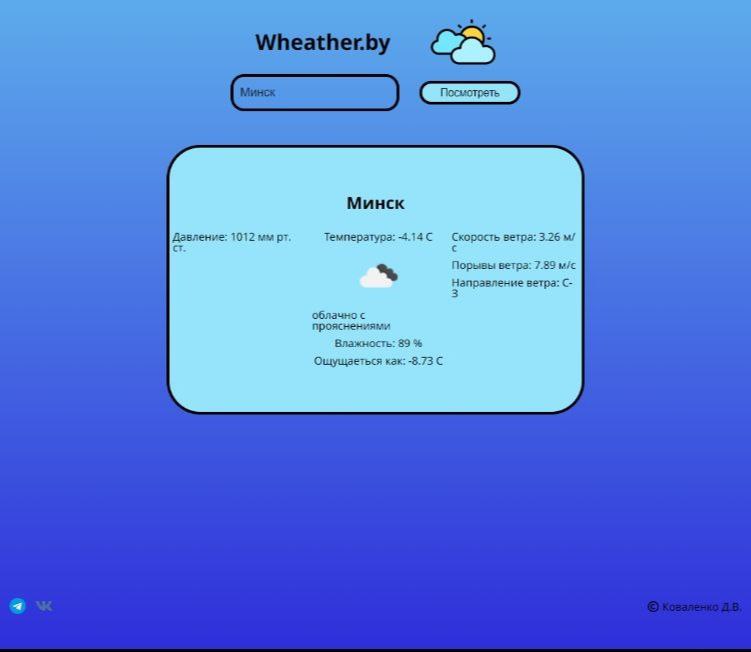 Wheather.by
Минск
Посмотреть
Минск
Давление: 1012 мм рт.
ст.
Температура: -4.14 C
облачно с
прояснениями
Влажность: 89 %
Ощущаеться как: -8.73 C
Скорость ветра: 3.26 м/
с
Порывы ветра: 7.89 м/с
Направление ветра: С-
З
© Коваленко Д.В.